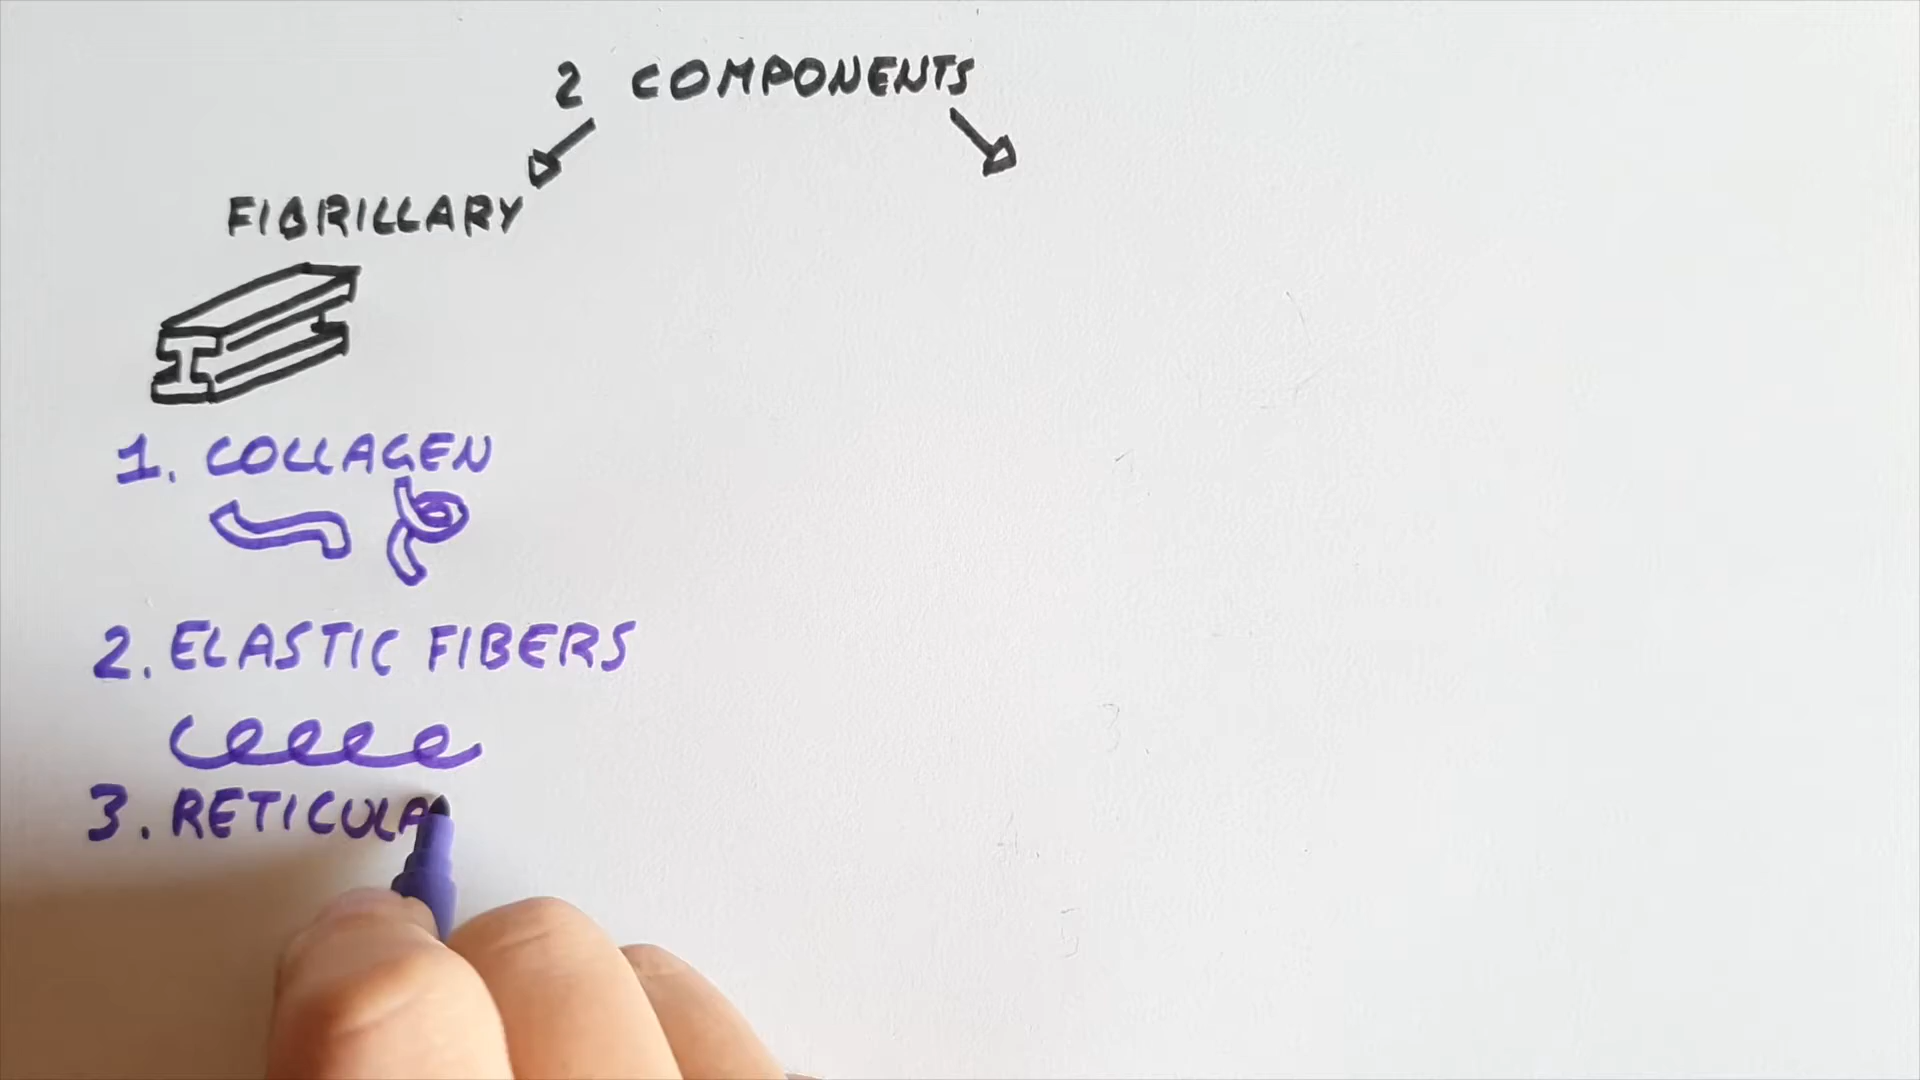 2 COMPONENTS
FIBRILLARY
1. COLLAGEN
2. ELASTIC FIBERS
3. RETICULA